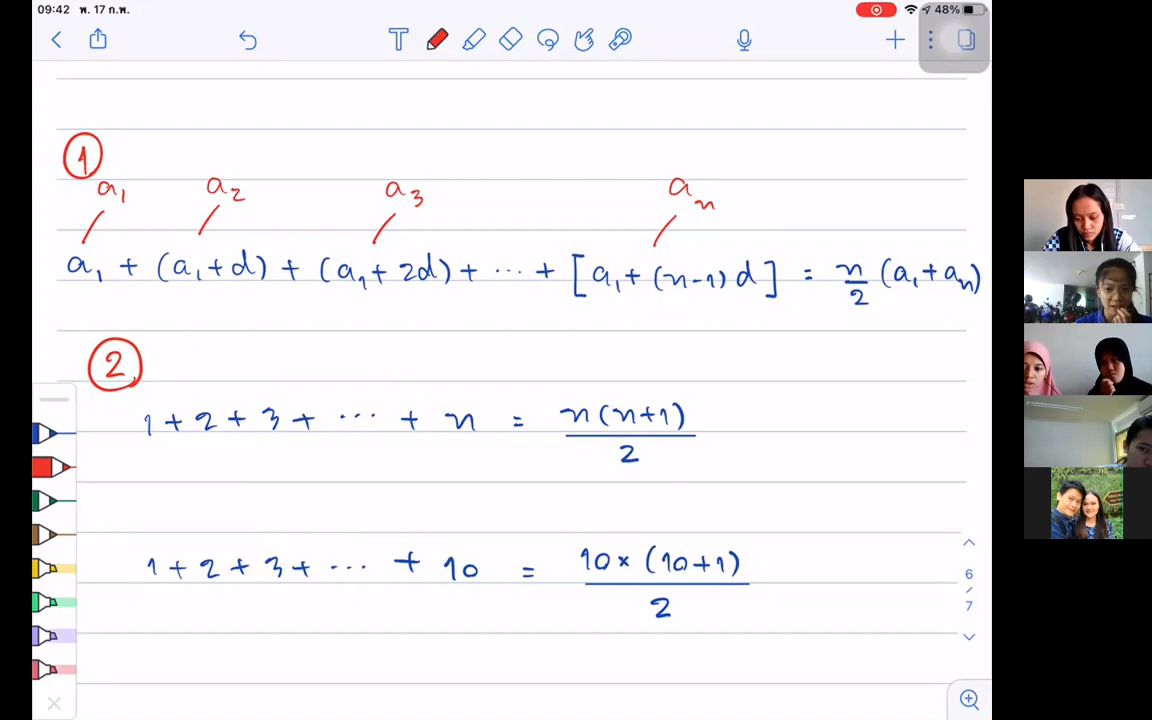 09:42 พ. 17 ก.พ.
48%
①
a₁ a₂ a₃ aₙ
a₁ + (a₁+d) + (a₁+2d) + ... + [a₁+(n-1)d] = n/2 (a₁+aₙ)
②
1 + 2 + 3 + ... + n = n(n+1)/2
1 + 2 + 3 + ... + 10 = 10×(10+1)/2
6/7